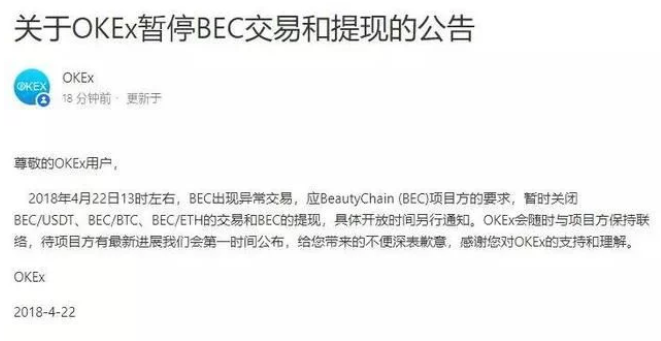 关于OKEx暂停BEC交易和提现的公告
OKEX
OKEx
18 分钟前 · 更新于
尊敬的OKEx用户，
2018年4月22日13时左右，BEC出现异常交易，应BeautyChain (BEC)项目方的要求，暂时关闭
BEC/USDT、BEC/BTC、BEC/ETH的交易和BEC的提现，具体开放时间另行通知。OKEx会随时与项目方保持联
络，待项目方有最新进展我们会第一时间公布，给您带来的不便深表歉意，感谢您对OKEx的支持和理解。
OKEx
2018-4-22